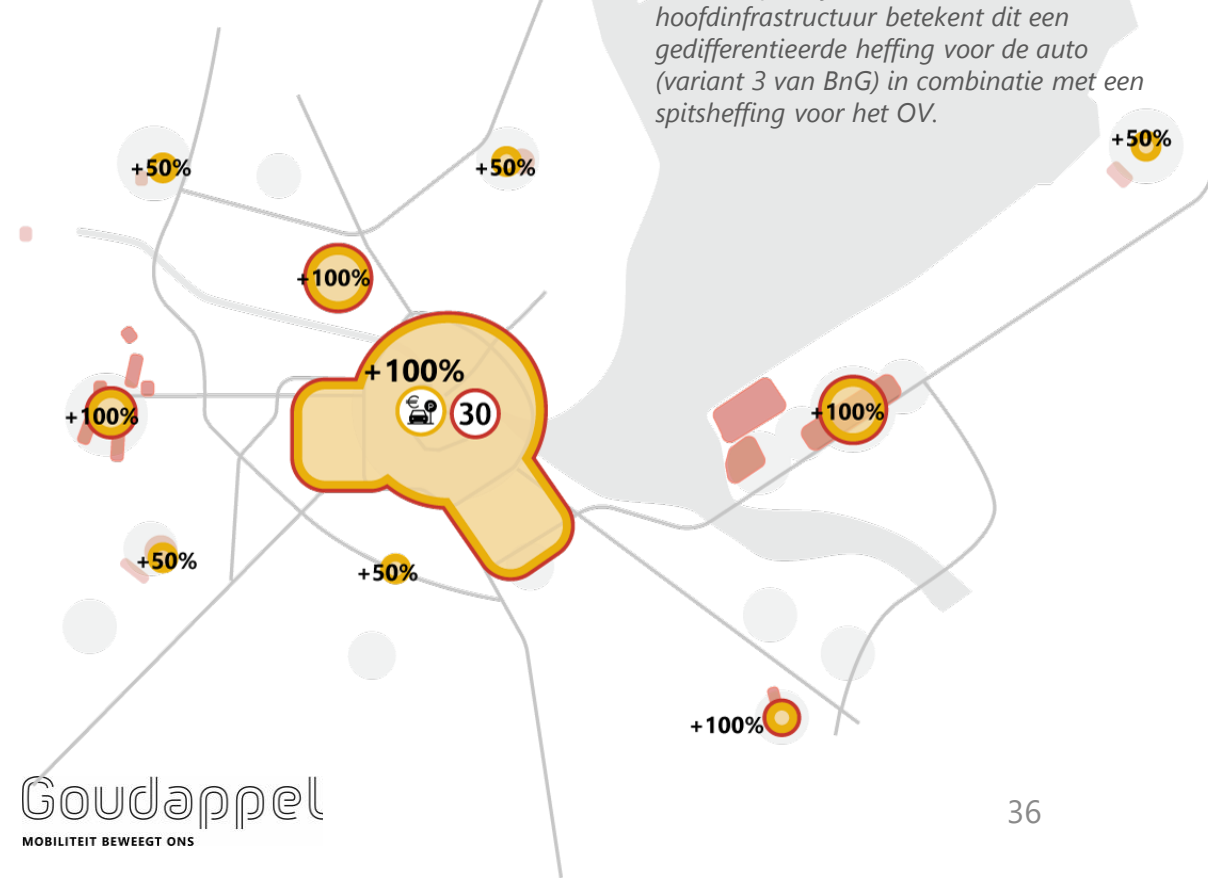 hoofdinfrastructuur betekent dit een
gedifferentieerde heffing voor de auto
(variant 3 van BnG) in combinatie met een
spitsheffing voor het OV.
+50%
+50%
+50%
+100%
+100%
€ P 30
+100%
+100%
+50%
+50%
+100%
Goudappel
MOBILITEIT BEWEEGT ONS
36